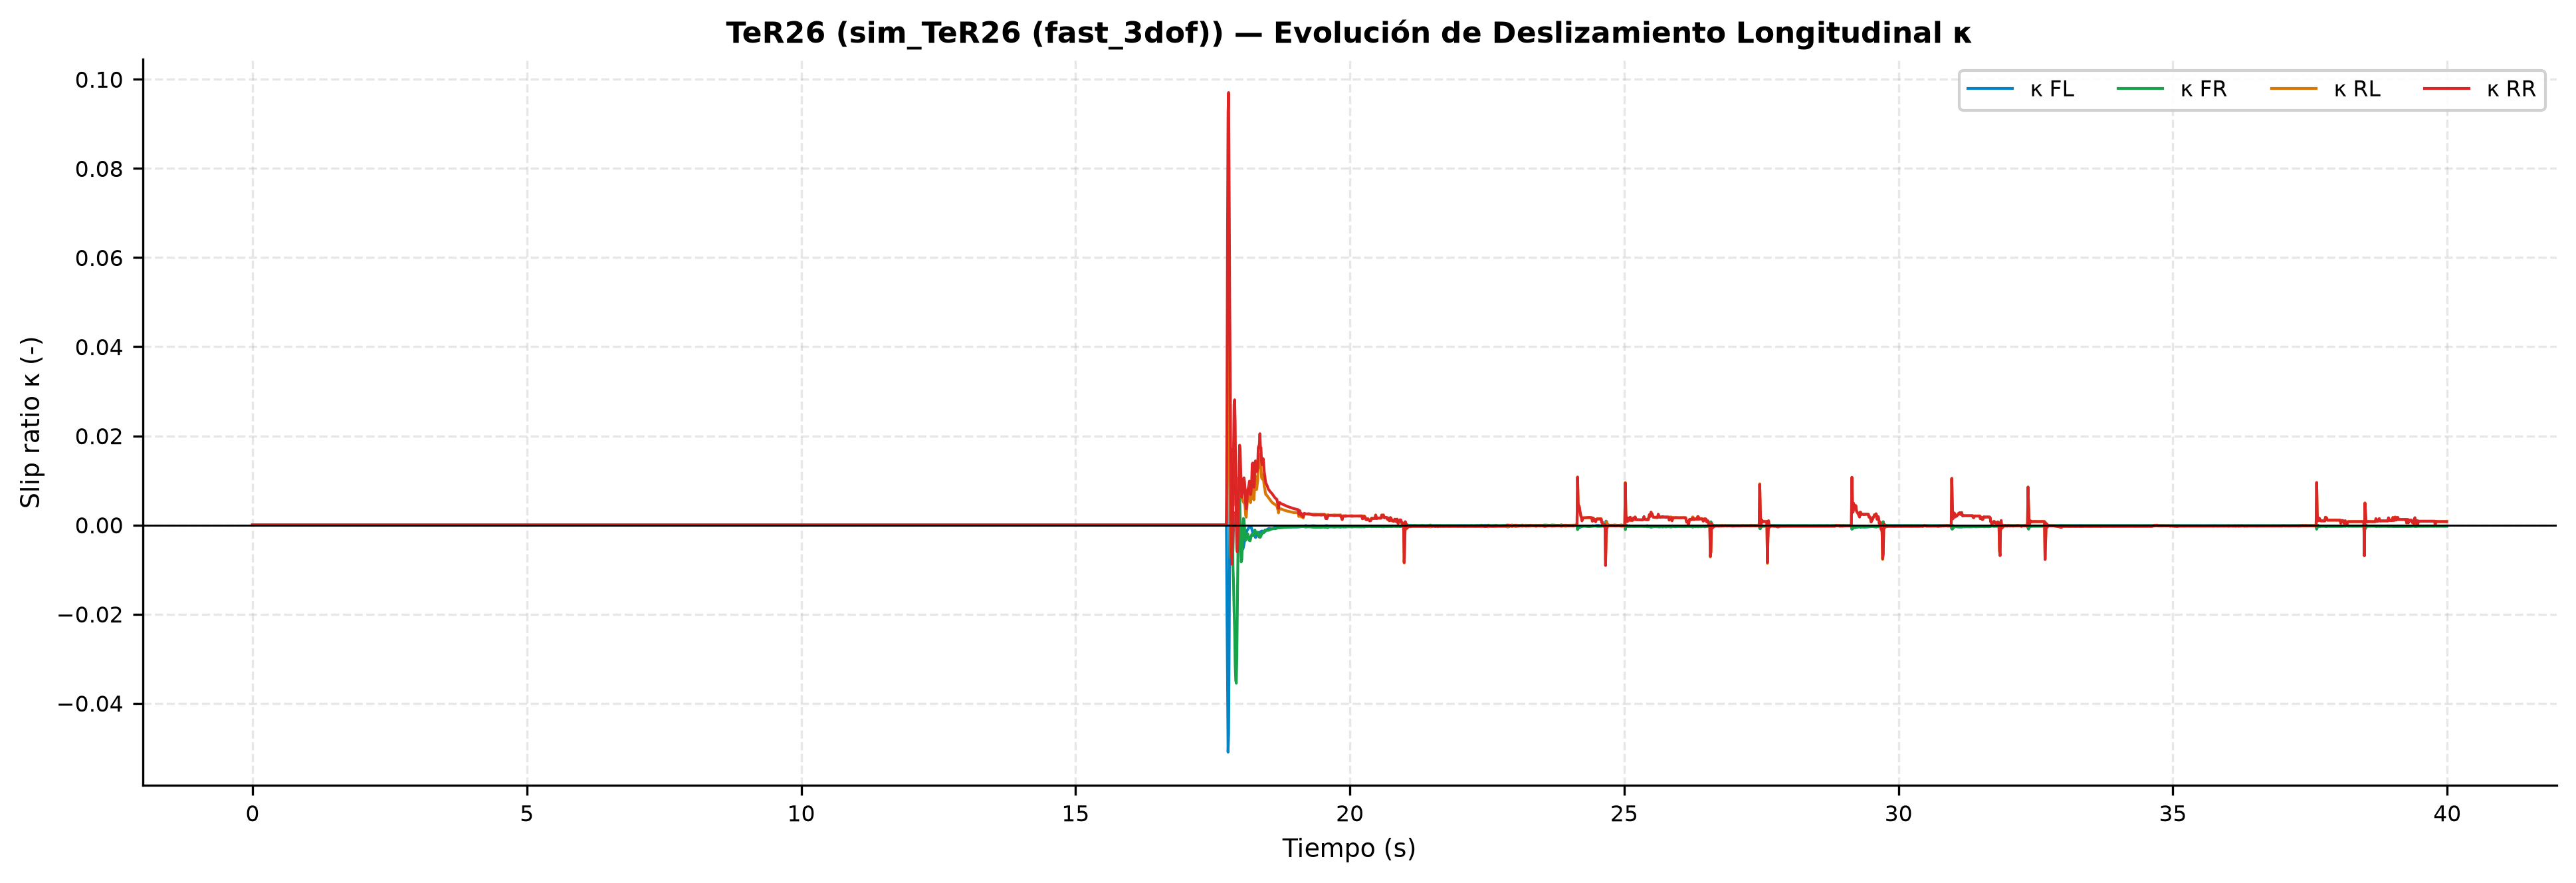 TeR26 (sim_TeR26 (fast_3dof)) — Evolución de Deslizamiento Longitudinal κ
κ FL κ FR κ RL κ RR
0.10
0.08
0.06
0.04
0.02
0.00
−0.02
−0.04
Slip ratio κ (-)
0 5 10 15 20 25 30 35 40
Tiempo (s)